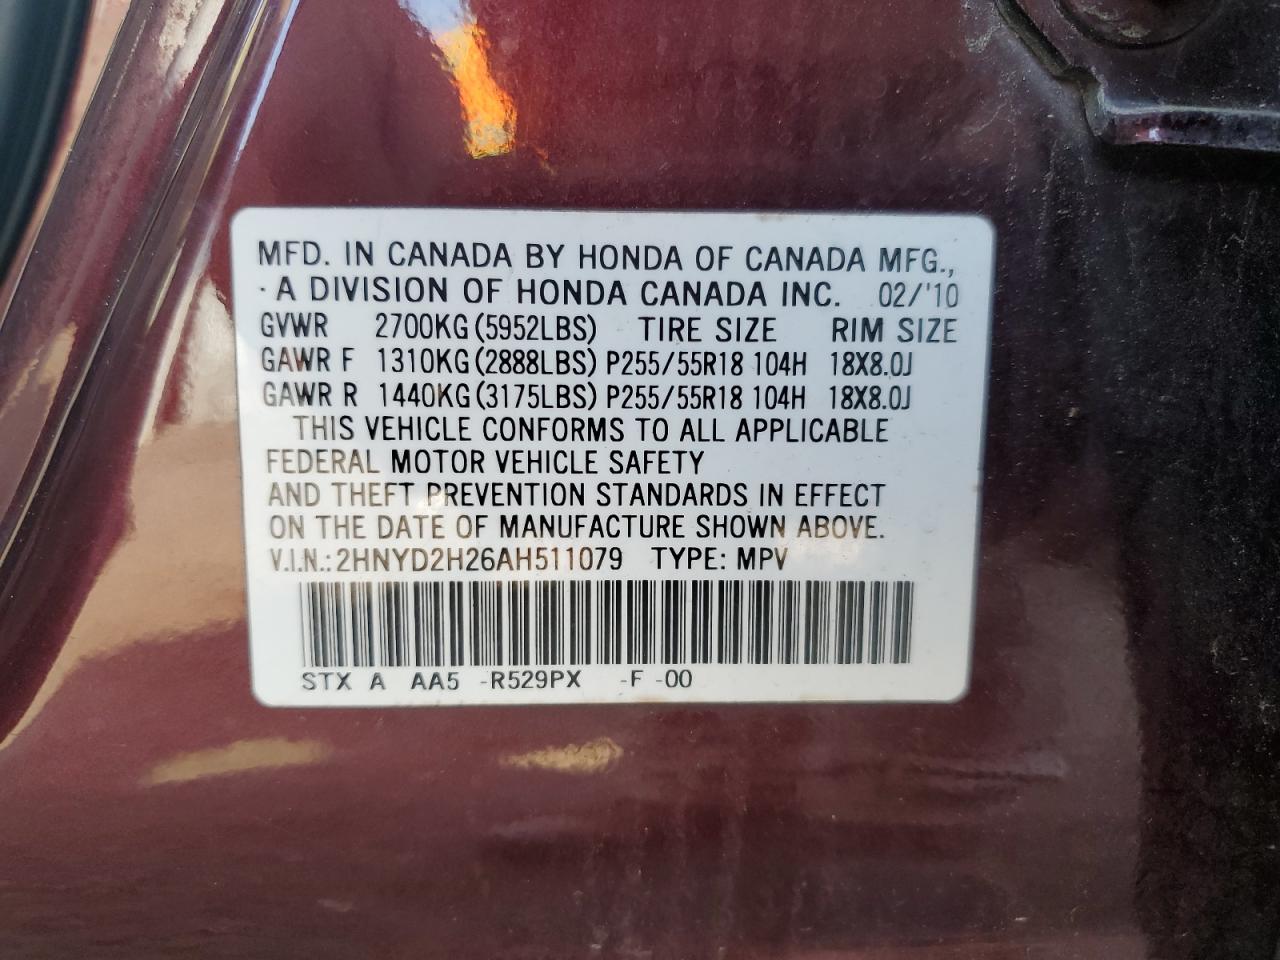 MFD. IN CANADA BY HONDA OF CANADA MFG.,
A DIVISION OF HONDA CANADA INC. 02/'10
GVWR 2700KG(5952LBS) TIRE SIZE RIM SIZE
GAWR F 1310KG(2888LBS) P255/55R18 104H 18X8.0J
GAWR R 1440KG(3175LBS) P255/55R18 104H 18X8.0J
THIS VEHICLE CONFORMS TO ALL APPLICABLE
FEDERAL MOTOR VEHICLE SAFETY
AND THEFT PREVENTION STANDARDS IN EFFECT
ON THE DATE OF MANUFACTURE SHOWN ABOVE.
V.I.N.:2HNYD2H26AH511079 TYPE: MPV
STX A AA5 -R529PX -F -00